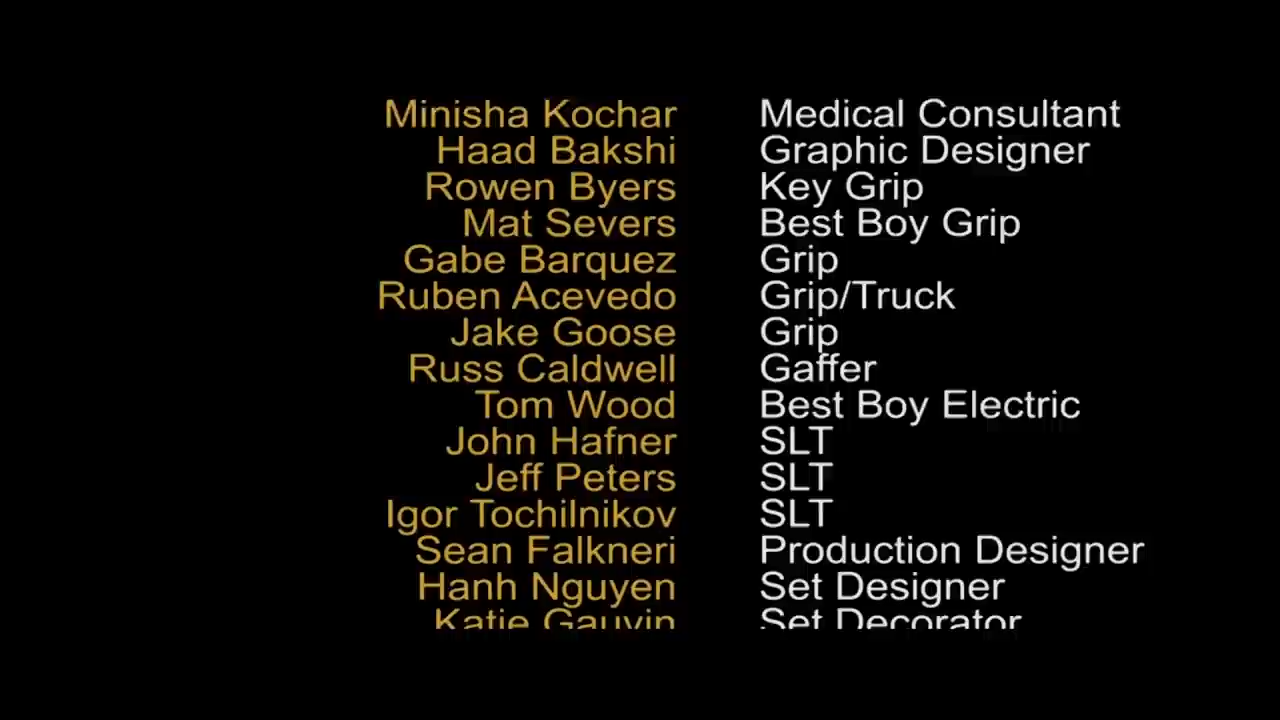 Minisha Kochar Medical Consultant
Haad Bakshi Graphic Designer
Rowen Byers Key Grip
Mat Severs Best Boy Grip
Gabe Barquez Grip
Ruben Acevedo Grip/Truck
Jake Goose Grip
Russ Caldwell Gaffer
Tom Wood Best Boy Electric
John Hafner SLT
Jeff Peters SLT
Igor Tochilnikov SLT
Sean Falkneri Production Designer
Hanh Nguyen Set Designer
Katie Gauvin Set Decorator